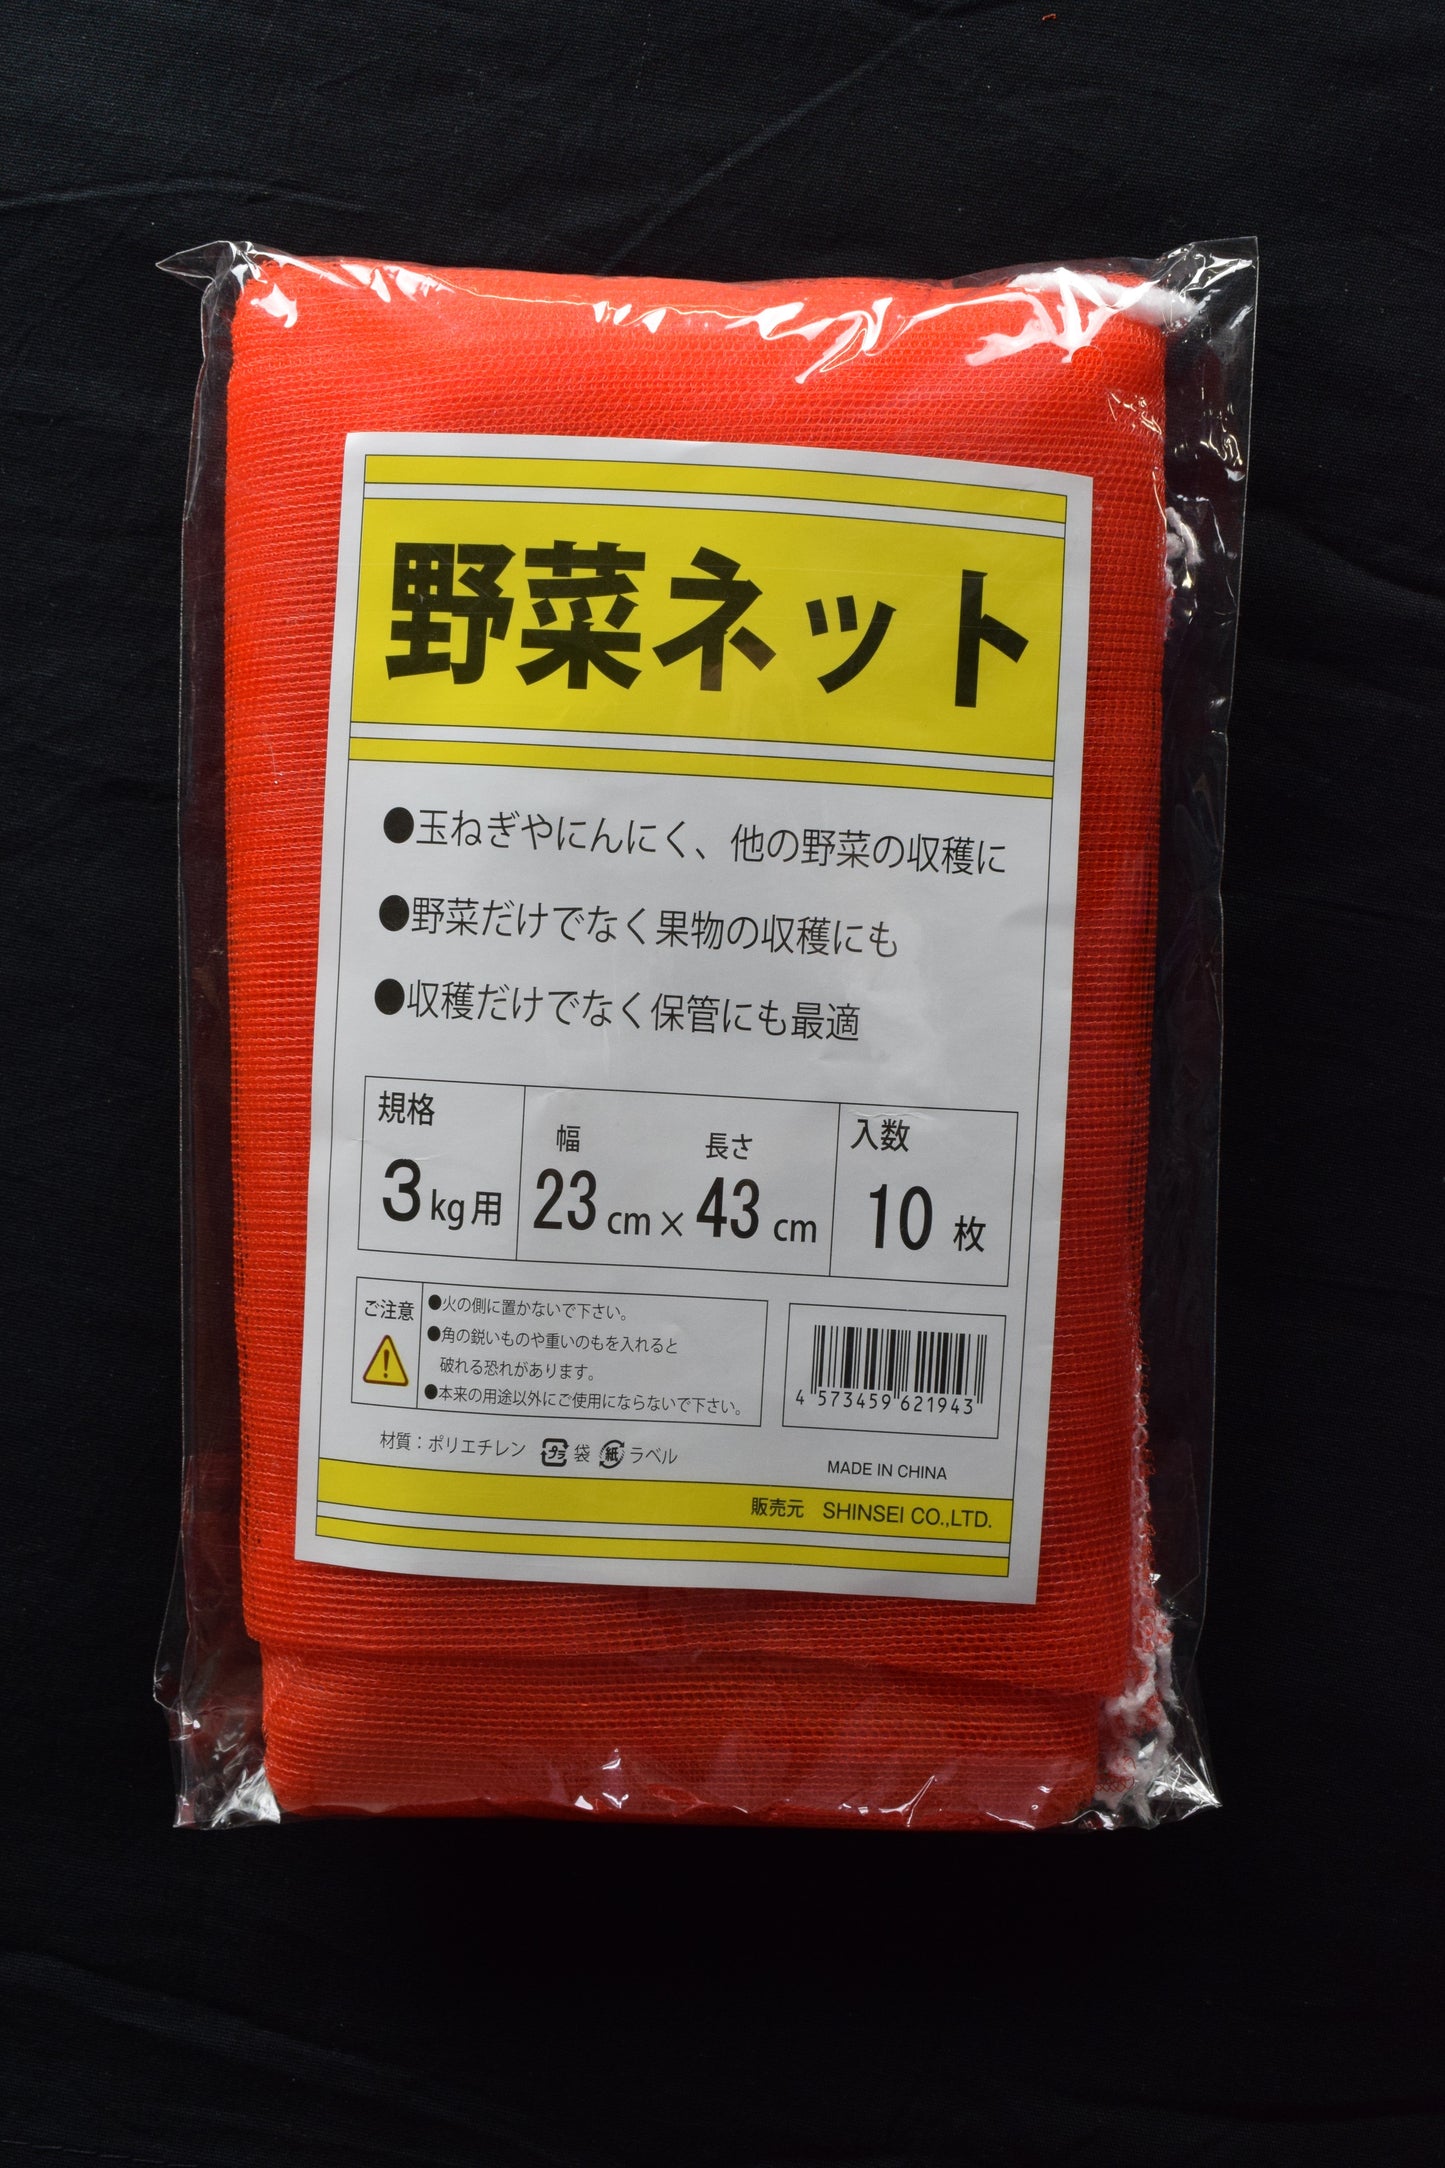 野菜ネット
●玉ねぎやにんにく、他の野菜の収穫に
●野菜だけでなく果物の収穫にも
●収穫だけでなく保管にも最適
規格
3kg用
幅 長さ
23cm×43cm
入数
10枚
ご注意
●火の側に置かないで下さい。
●角の鋭いものや重いのもを入れると
破れる恐れがあります。
●本来の用途以外にご使用にならないで下さい。
4 573459 621943
材質：ポリエチレン プラ 袋 紙 ラベル
MADE IN CHINA
販売元 SHINSEI CO.,LTD.